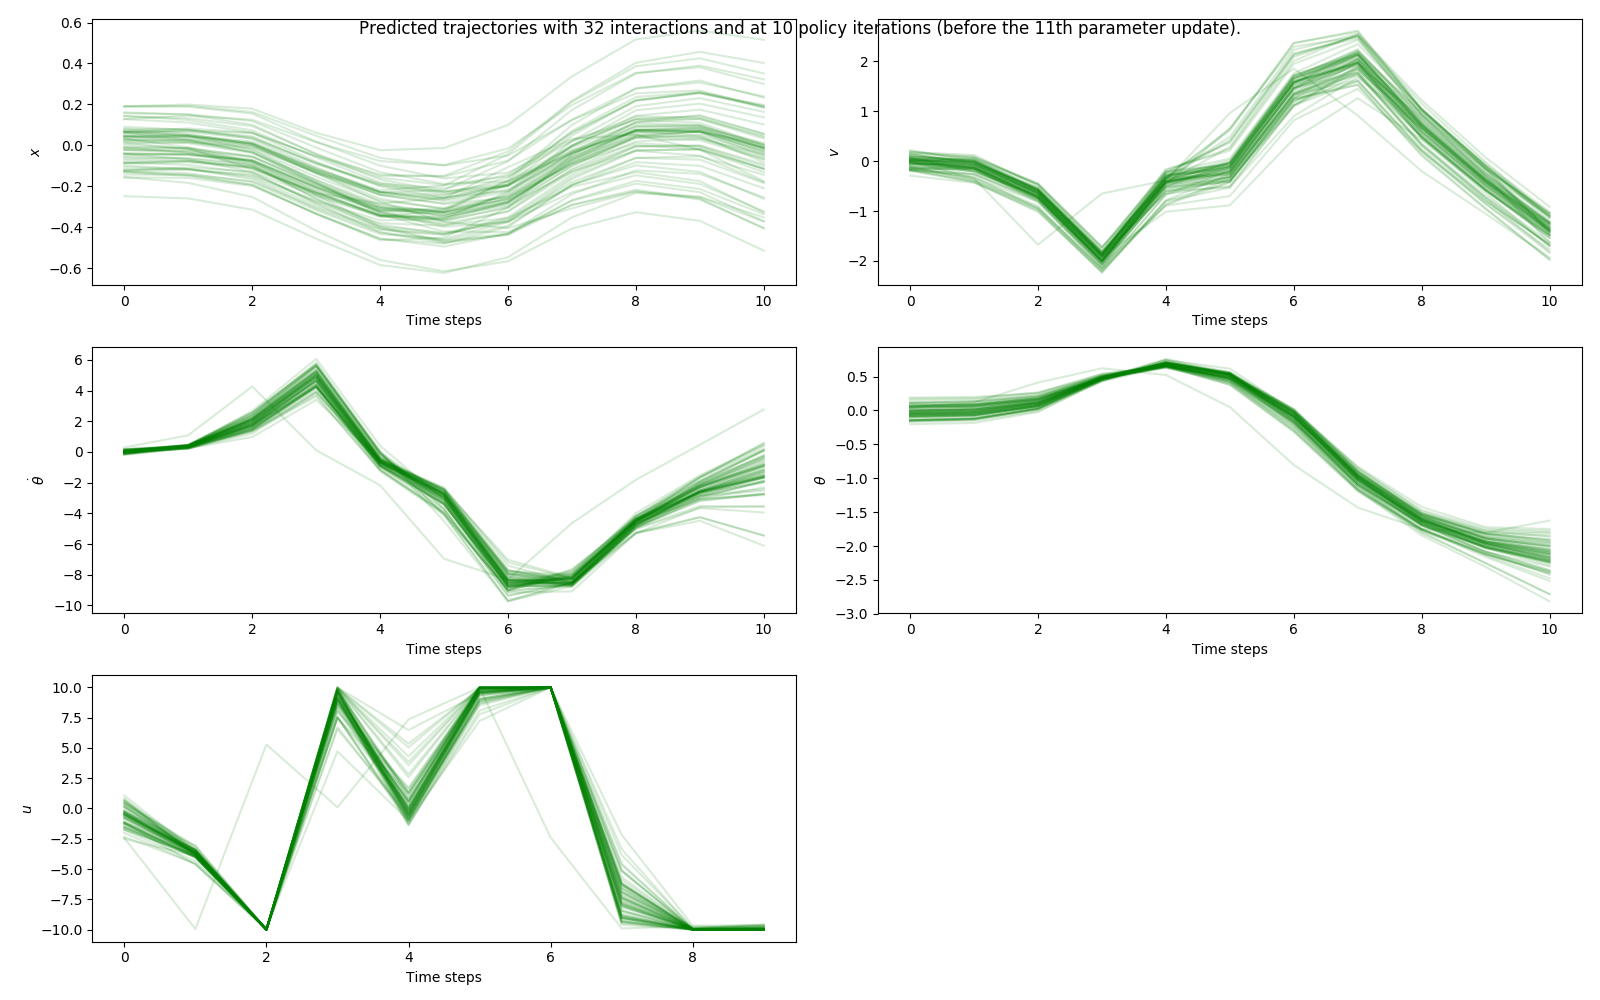 Predicted trajectories with 32 interactions and at 10 policy iterations (before the 11th parameter update).
0.6
0.4
0.2
0.0
−0.2
−0.4
−0.6
x
0 2 4 6 8 10
Time steps
2
1
0
−1
−2
v
0 2 4 6 8 10
Time steps
6
4
2
0
−2
−4
−6
−8
−10
θ̇
0 2 4 6 8 10
Time steps
0.5
0.0
−0.5
−1.0
−1.5
−2.0
−2.5
−3.0
θ
0 2 4 6 8 10
Time steps
10.0
7.5
5.0
2.5
0.0
−2.5
−5.0
−7.5
−10.0
u
0 2 4 6 8
Time steps